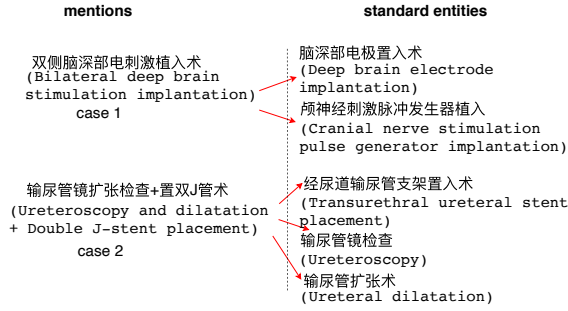 mentions
standard entities
双侧脑深部电刺激植入术
(Bilateral deep brain
stimulation implantation)
case 1
脑深部电极置入术
(Deep brain electrode
implantation)
颅神经刺激脉冲发生器植入
(Cranial nerve stimulation
pulse generator implantation)
输尿管镜扩张检查+置双J管术
(Ureteroscopy and dilatation
+ Double J-stent placement)
case 2
经尿道输尿管支架置入术
(Transurethral ureteral stent
placement)
输尿管镜检查
(Ureteroscopy)
输尿管扩张术
(Ureteral dilatation)